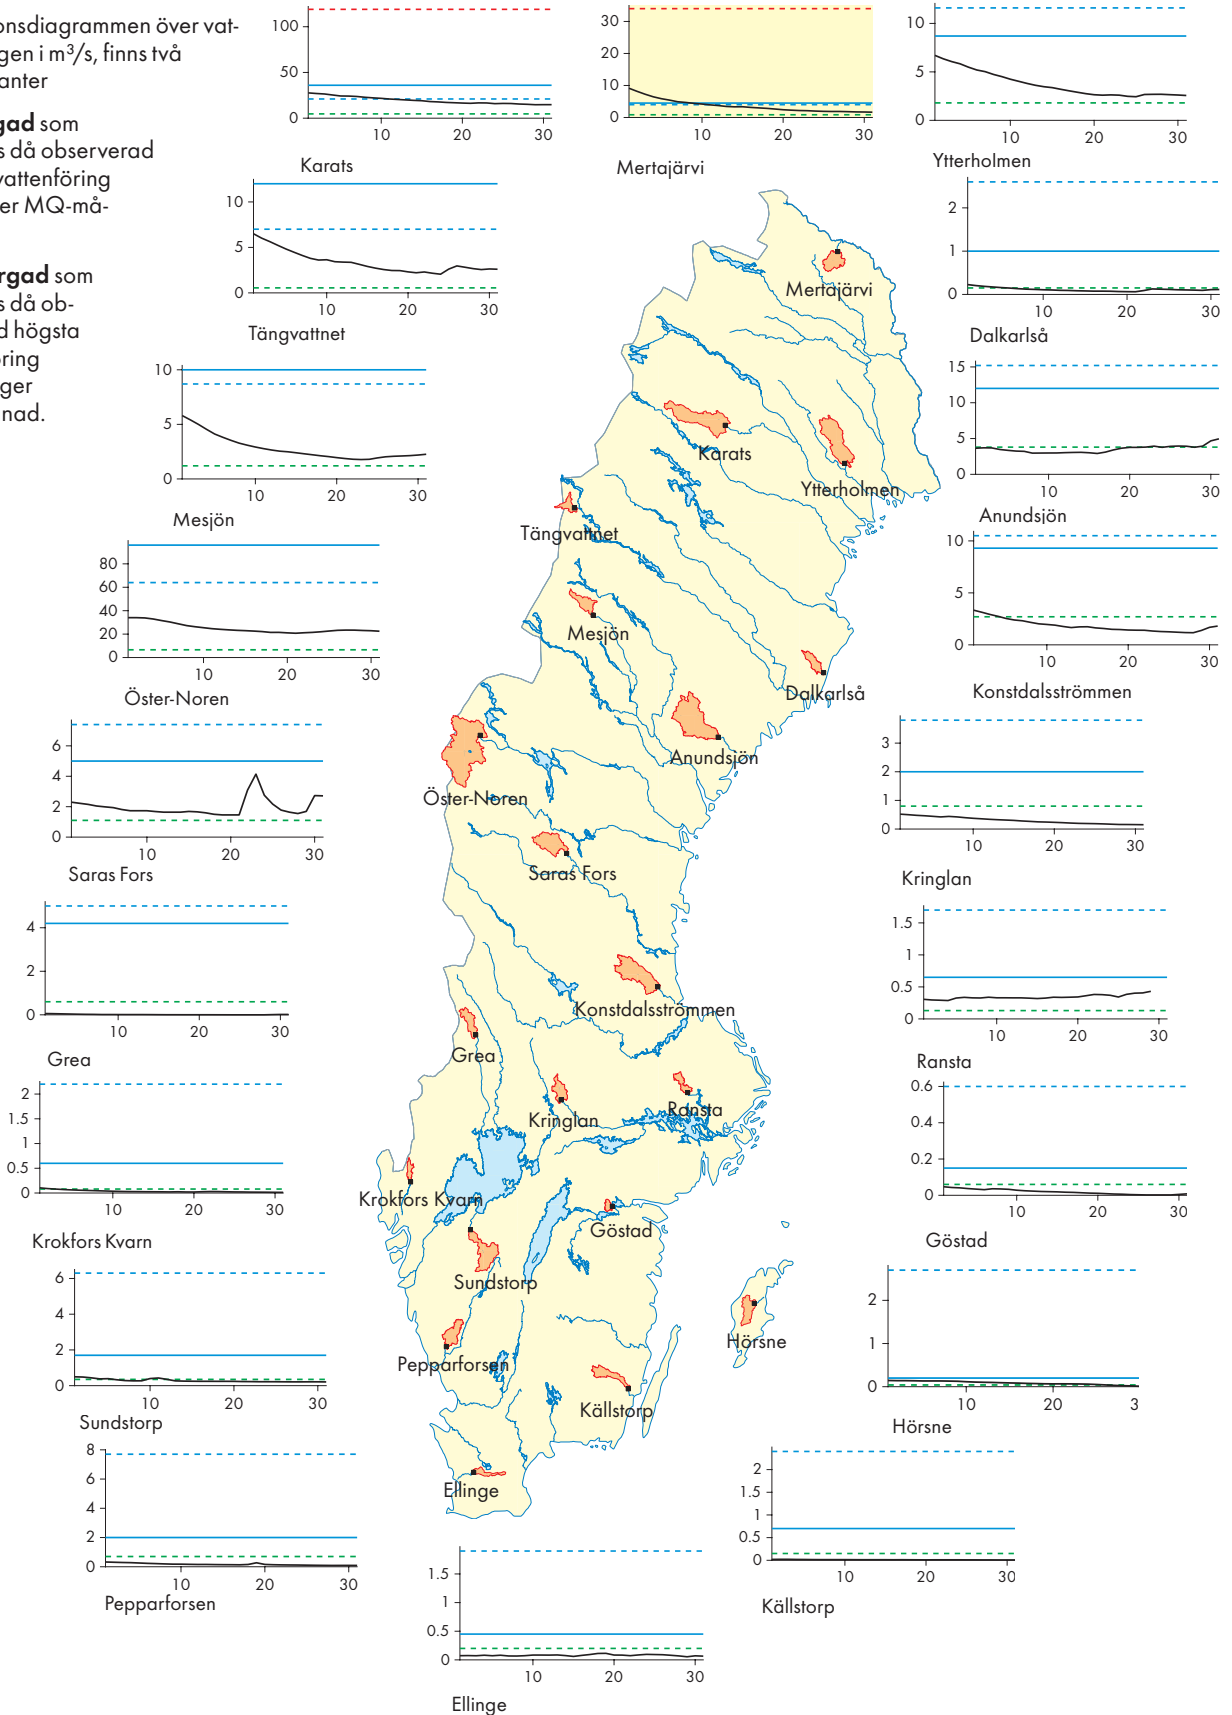 onsdiagrammen över vat-
gen i m³/s, finns två
anter
gad som
s då observerad
vattenföring
er MQ-må-
rgad som
s då ob-
d högsta
öring
ger
nad.
100
50
0
10 20 30
Karats
30
20
10
0
10 20 30
Mertajärvi
10
5
0
10 20 30
Ytterholmen
10
5
0
10 20 30
Tängvattnet
2
1
0
10 20 30
Dalkarlså
10
5
0
10 20 30
Mesjön
15
10
5
0
10 20 30
Anundsjön
80
60
40
20
0
10 20 30
Öster-Noren
10
5
0
10 20 30
Konstdalsströmmen
6
4
2
0
10 20 30
Saras Fors
3
2
1
0
10 20 30
Kringlan
4
2
0
10 20 30
Grea
1.5
1
0.5
0
10 20 30
Ransta
2
1.5
1
0.5
0
10 20 30
Krokfors Kvarn
0.6
0.4
0.2
0
10 20 30
Göstad
6
4
2
0
10 20 30
Sundstorp
2
1
0
10 20 3
Hörsne
8
6
4
2
0
10 20 30
Pepparforsen
2
1.5
1
0.5
0
10 20 30
Källstorp
1.5
1
0.5
0
10 20 30
Ellinge
Mertajärvi
Karats
Ytterholmen
Tängvattnet
Mesjön
Dalkarlså
Anundsjön
Öster-Noren
Saras Fors
Konstdalsströmmen
Grea
Kringlan
Ransta
Krokfors Kvarn
Göstad
Sundstorp
Hörsne
Pepparforsen
Källstorp
Ellinge